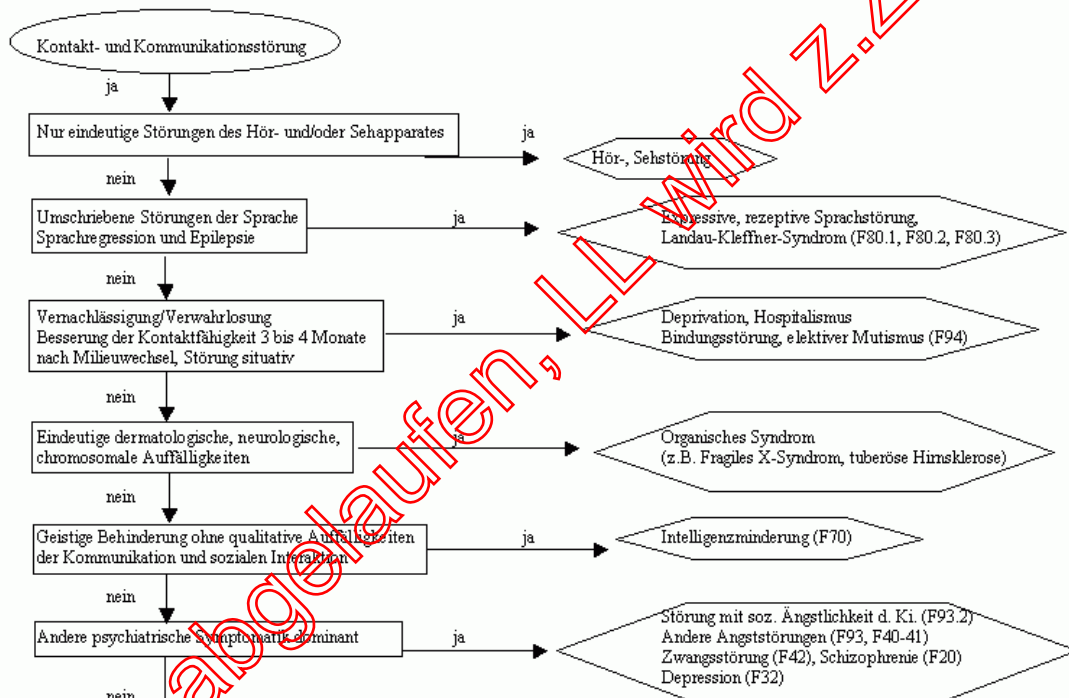 Kontakt- und Kommunikationsstörung
ja
Nur eindeutige Störungen des Hör- und/oder Sehapparates
ja
Hör-, Sehstörung
nein
Umschriebene Störungen der Sprache
Sprachregression und Epilepsie
ja
Expressive, rezeptive Sprachstörung,
Landau-Kleffner-Syndrom (F80.1, F80.2, F80.3)
nein
Vernachlässigung/Verwahrlosung
Besserung der Kontaktfähigkeit 3 bis 4 Monate
nach Milieuwechsel, Störung situativ
ja
Deprivation, Hospitalismus
Bindungsstörung, elektiver Mutismus (F94)
nein
Eindeutige dermatologische, neurologische,
chromosomale Auffälligkeiten
ja
Organisches Syndrom
(z.B. Fragiles X-Syndrom, tuberöse Hirnsklerose)
nein
Geistige Behinderung ohne qualitative Auffälligkeiten
der Kommunikation und sozialen Interaktion
ja
Intelligenzminderung (F70)
nein
Andere psychiatrische Symptomatik dominant
ja
Störung mit soz. Ängstlichkeit d. Ki. (F93.2)
Andere Angststörungen (F93, F40-41)
Zwangsstörung (F42), Schizophrenie (F20)
Depression (F32)
nein
abgelaufen, LL wird z.Z